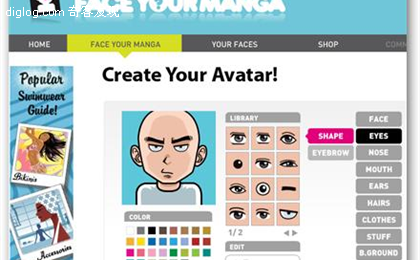 diglog.com 奇客发现
FACE YOUR MANGA
HOME
FACE YOUR MANGA
YOUR FACES
SHOP
COMM
Popular
Swimwear
Guide!
Bikinis
Accessories
Create Your Avatar!
LIBRARY
1/2
EDIT
COLOR
SHAPE
EYEBROW
FACE
EYES
NOSE
MOUTH
EARS
HAIRS
CLOTHES
STUFF
B.GROUND